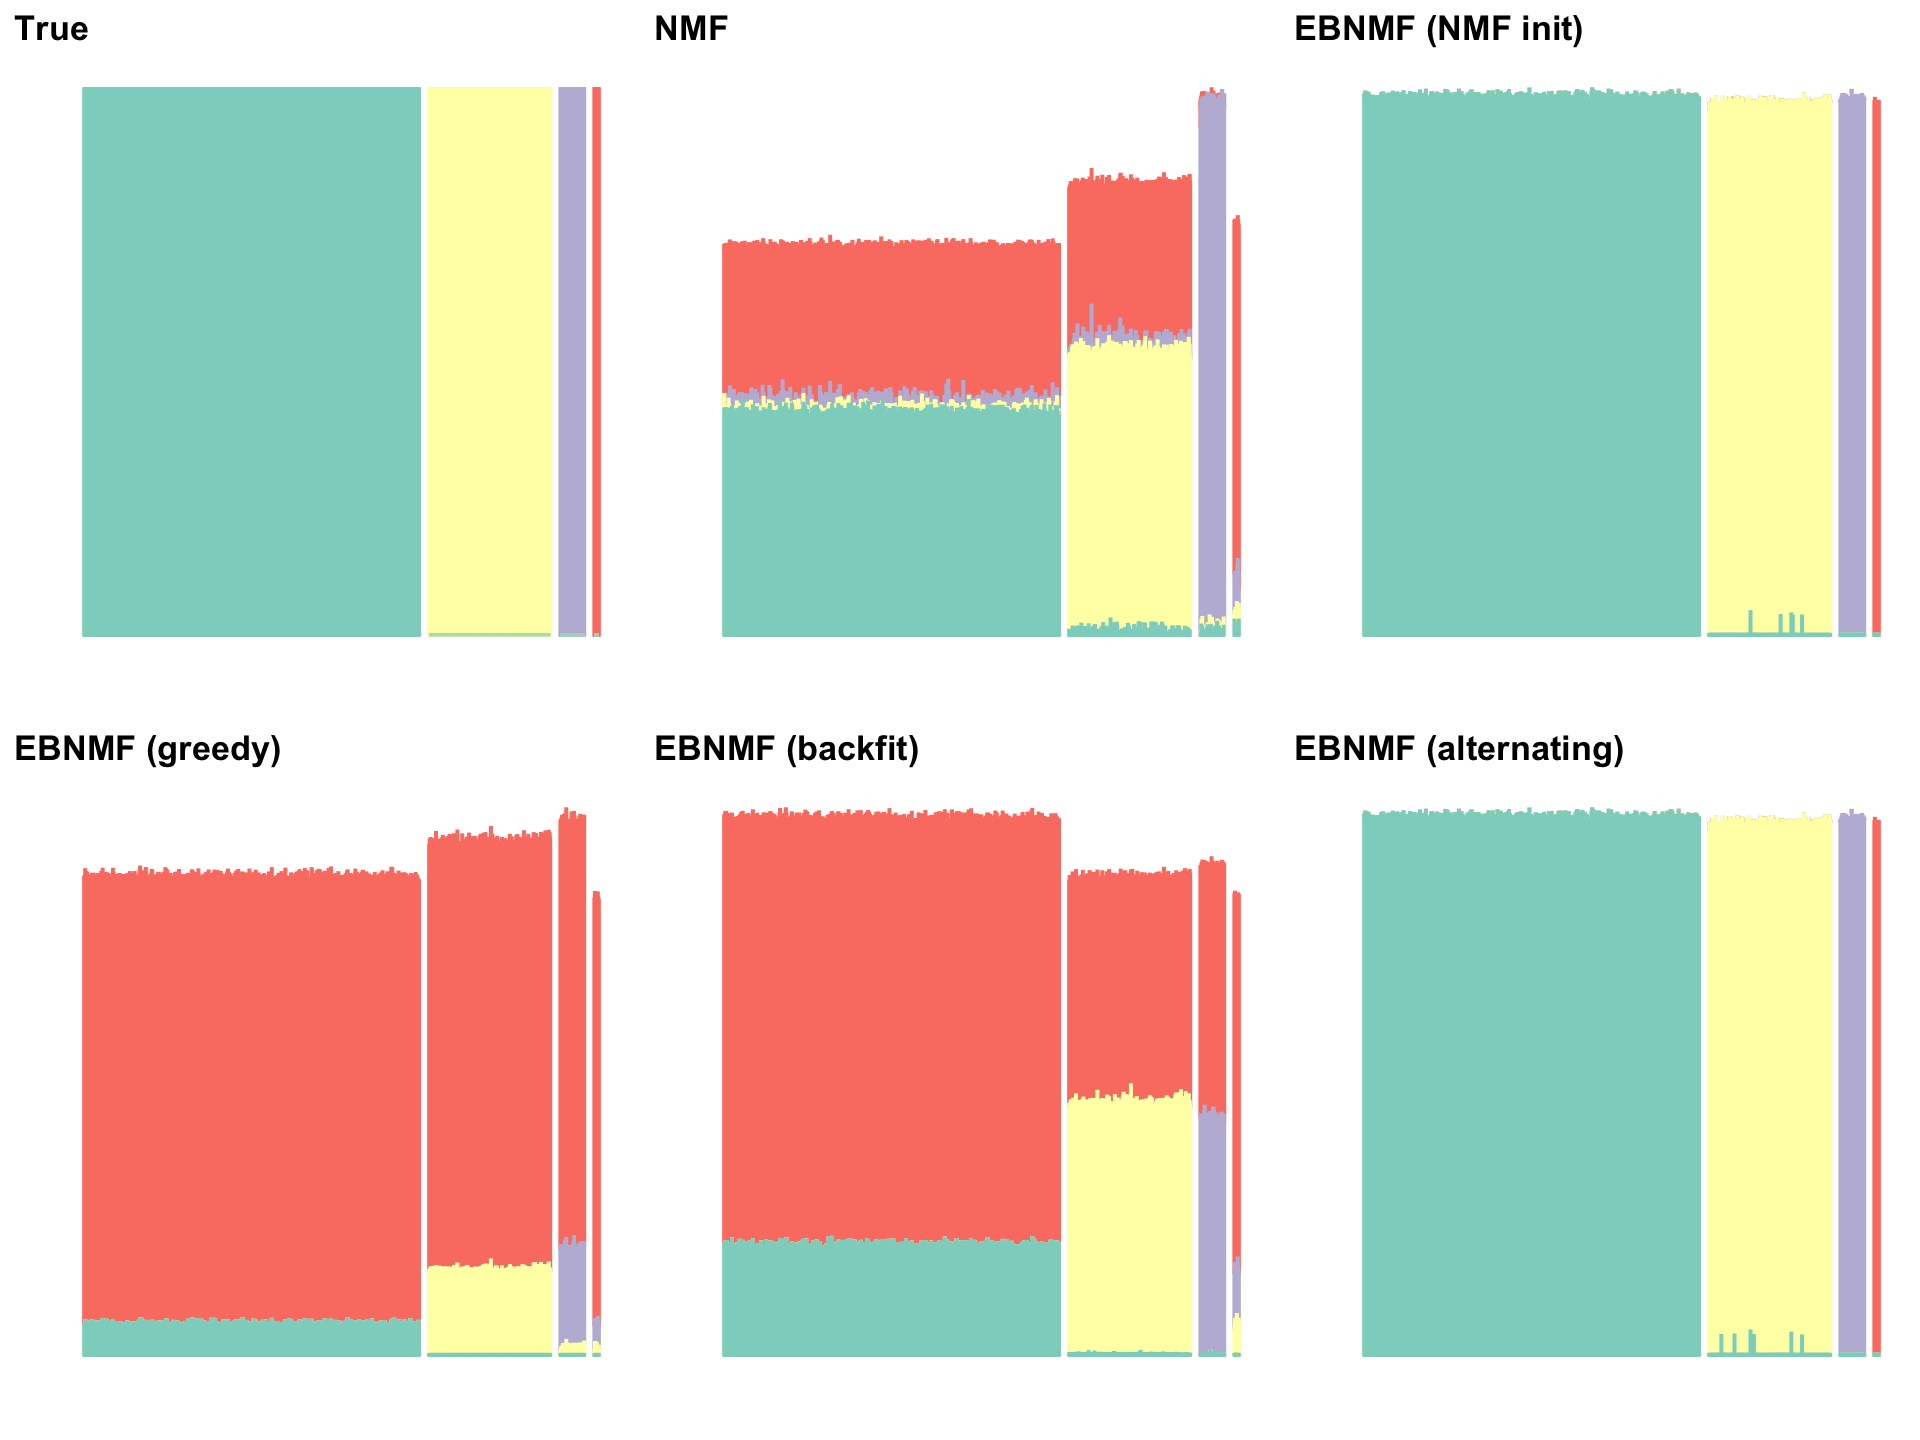 True
NMF
EBNMF (NMF init)
EBNMF (greedy)
EBNMF (backfit)
EBNMF (alternating)